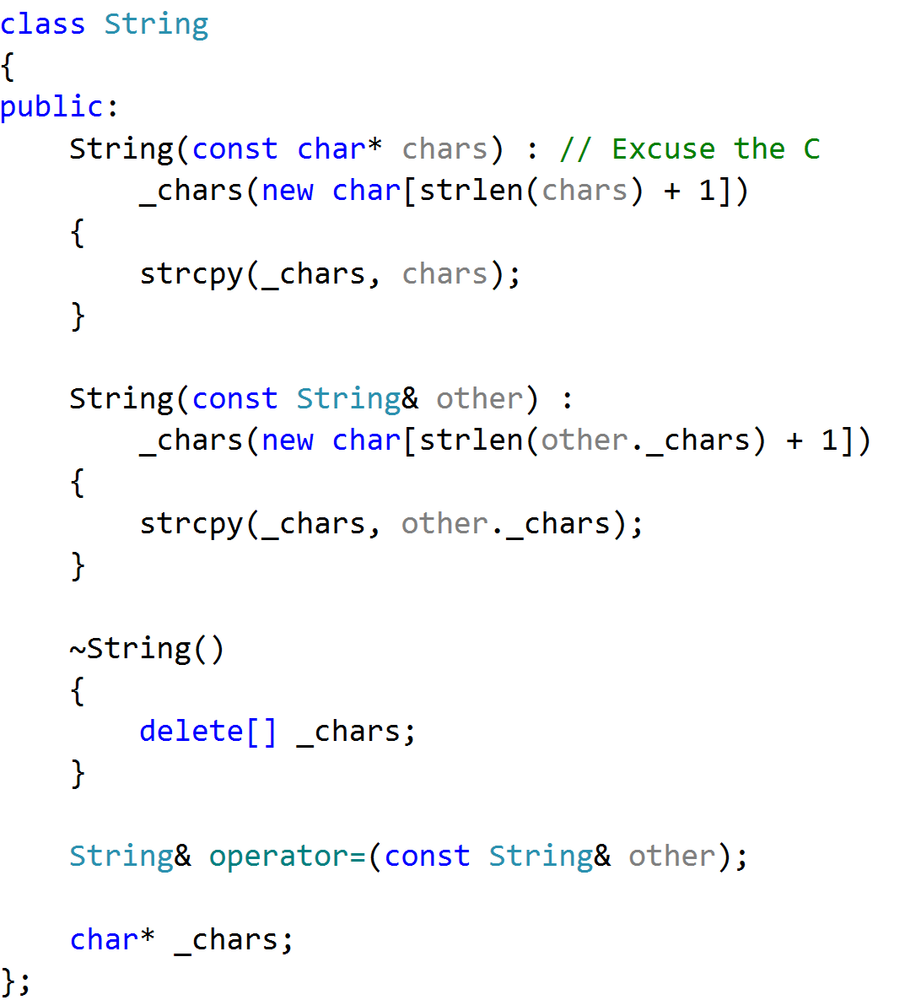 class String
{
public:
    String(const char* chars) : // Excuse the C
        _chars(new char[strlen(chars) + 1])
    {
        strcpy(_chars, chars);
    }

    String(const String& other) :
        _chars(new char[strlen(other._chars) + 1])
    {
        strcpy(_chars, other._chars);
    }

    ~String()
    {
        delete[] _chars;
    }

    String& operator=(const String& other);

    char* _chars;
};